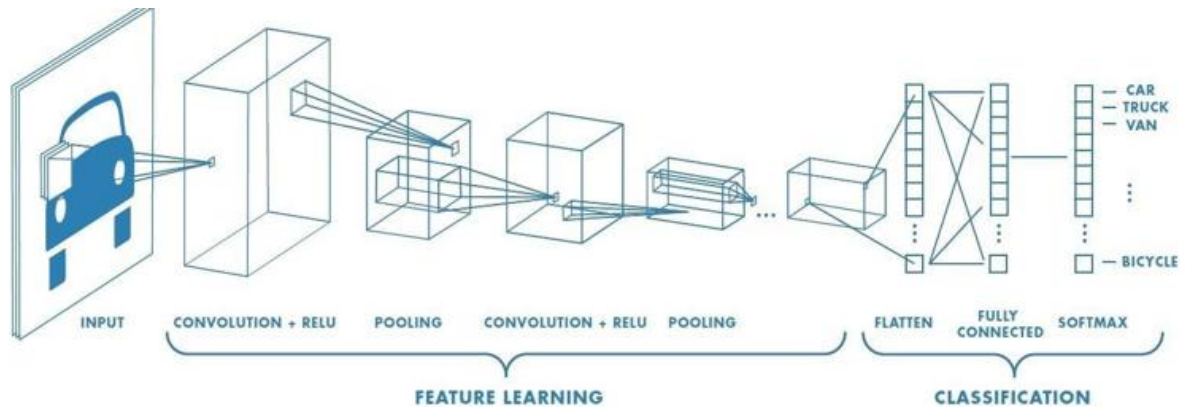 CAR
TRUCK
VAN
BICYCLE
INPUT
CONVOLUTION + RELU
POOLING
CONVOLUTION + RELU
POOLING
FLATTEN
FULLY
CONNECTED
SOFTMAX
FEATURE LEARNING
CLASSIFICATION